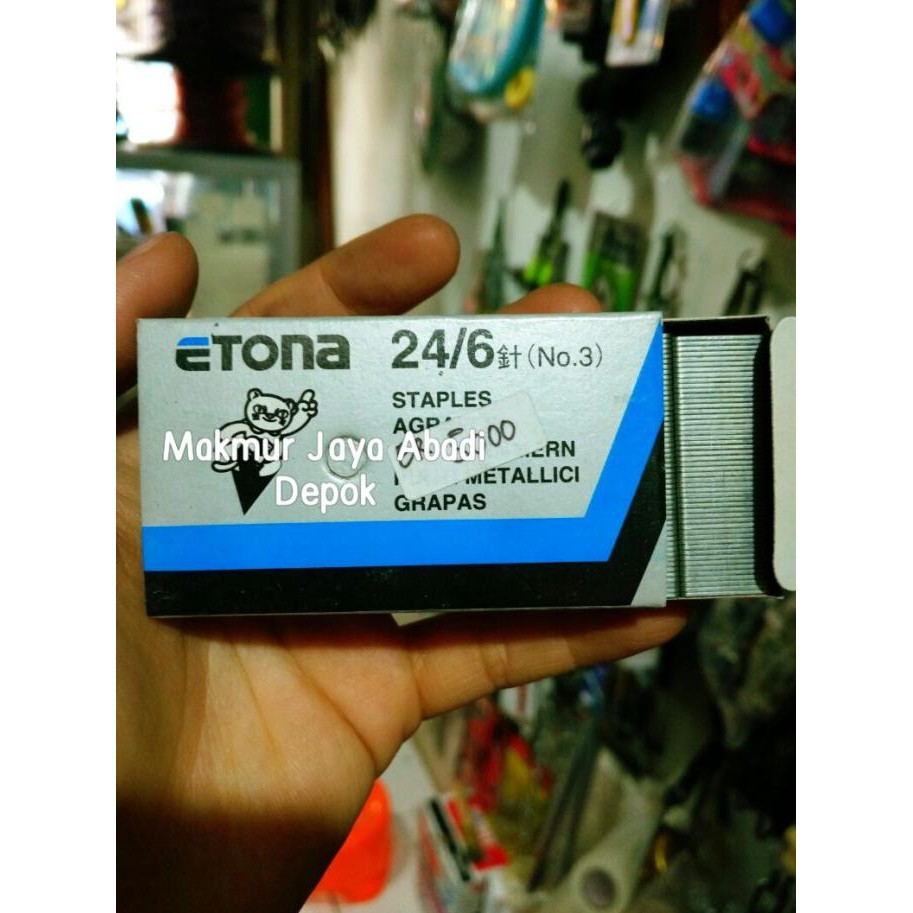 ETONA
24/6針(No.3)
STAPLES
METALLICI
GRAPAS
Makmur Jaya Abadi
Depok